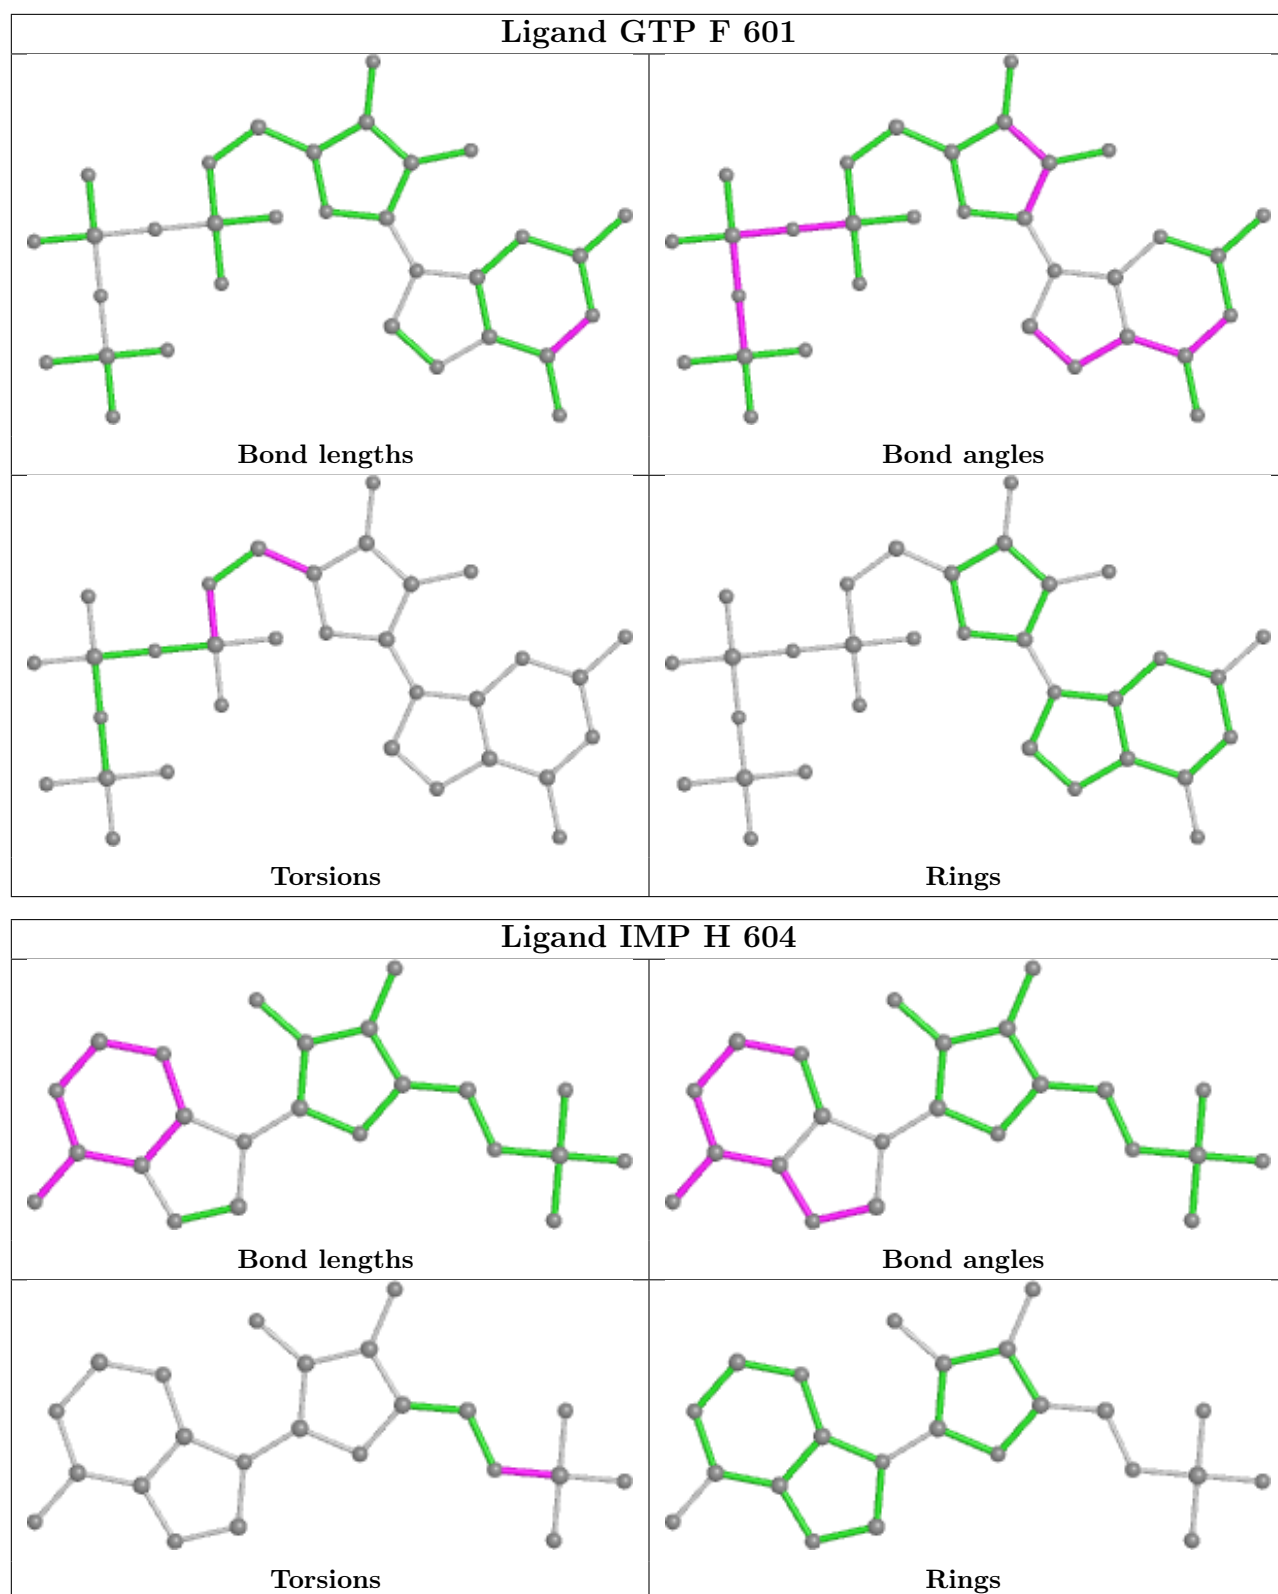 Ligand GTP F 601
Bond lengths
Bond angles
Torsions
Rings
Ligand IMP H 604
Bond lengths
Bond angles
Torsions
Rings